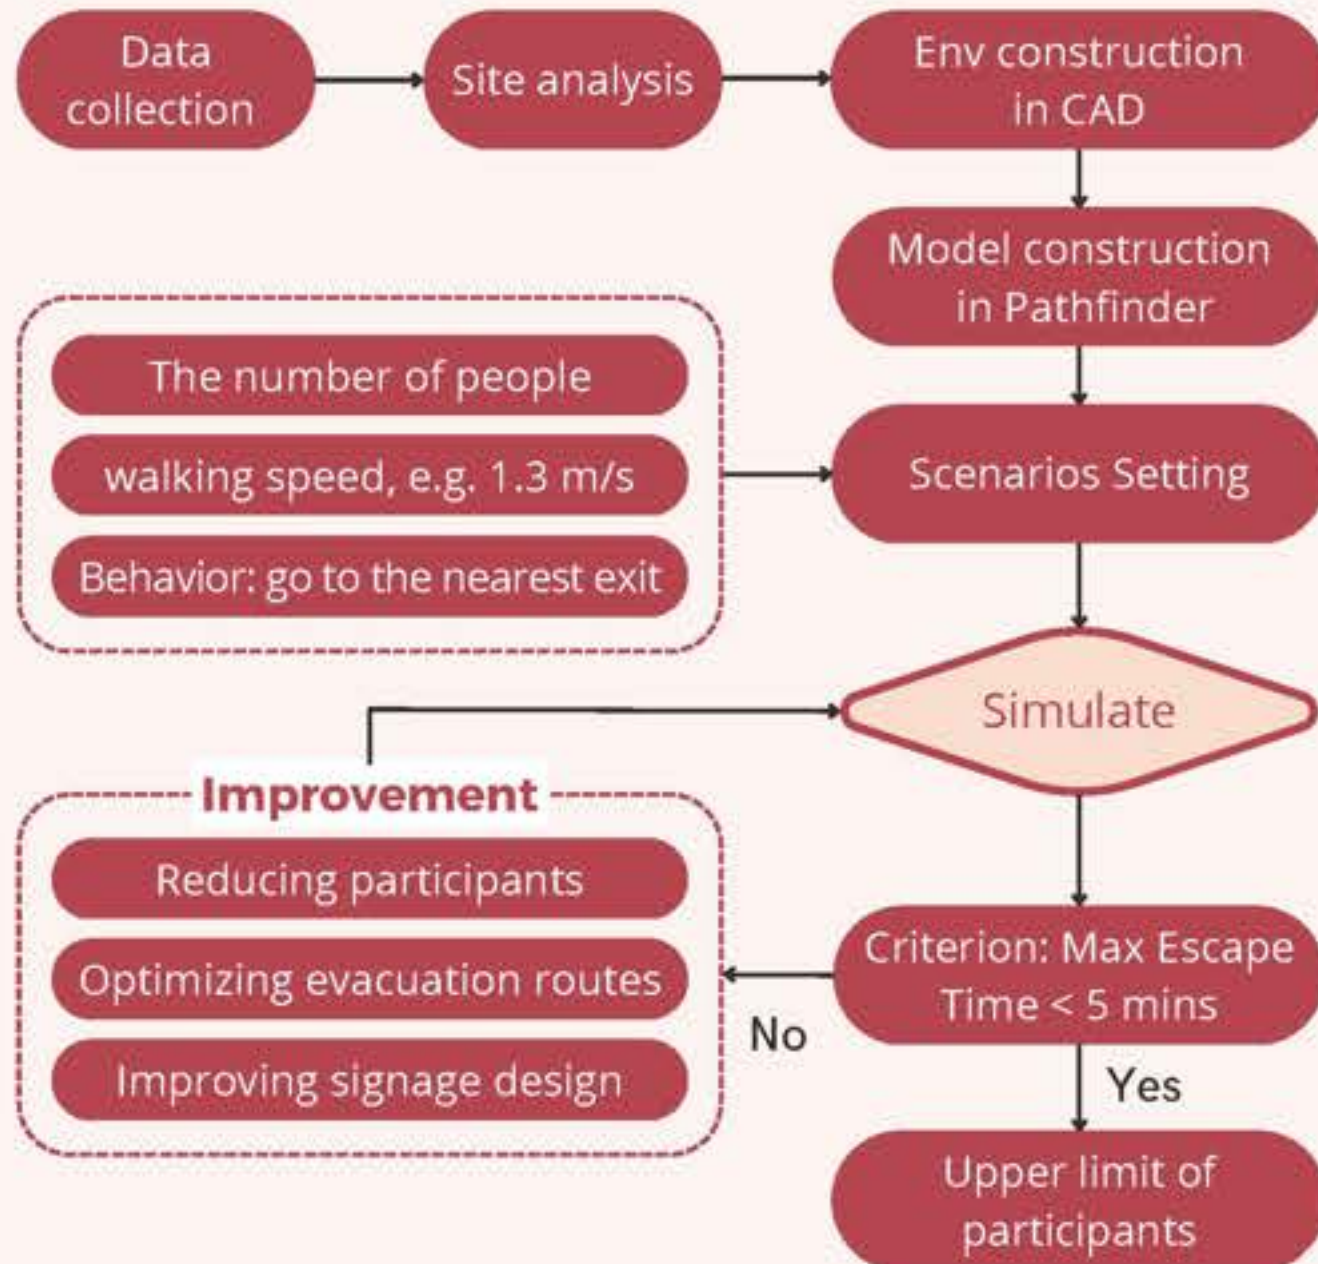 Data
collection
Site analysis
Env construction
in CAD
Model construction
in Pathfinder
The number of people
walking speed, e.g. 1.3 m/s
Behavior: go to the nearest exit
Scenarios Setting
Simulate
Improvement
Reducing participants
Optimizing evacuation routes
Improving signage design
Criterion: Max Escape
Time < 5 mins
No
Yes
Upper limit of
participants